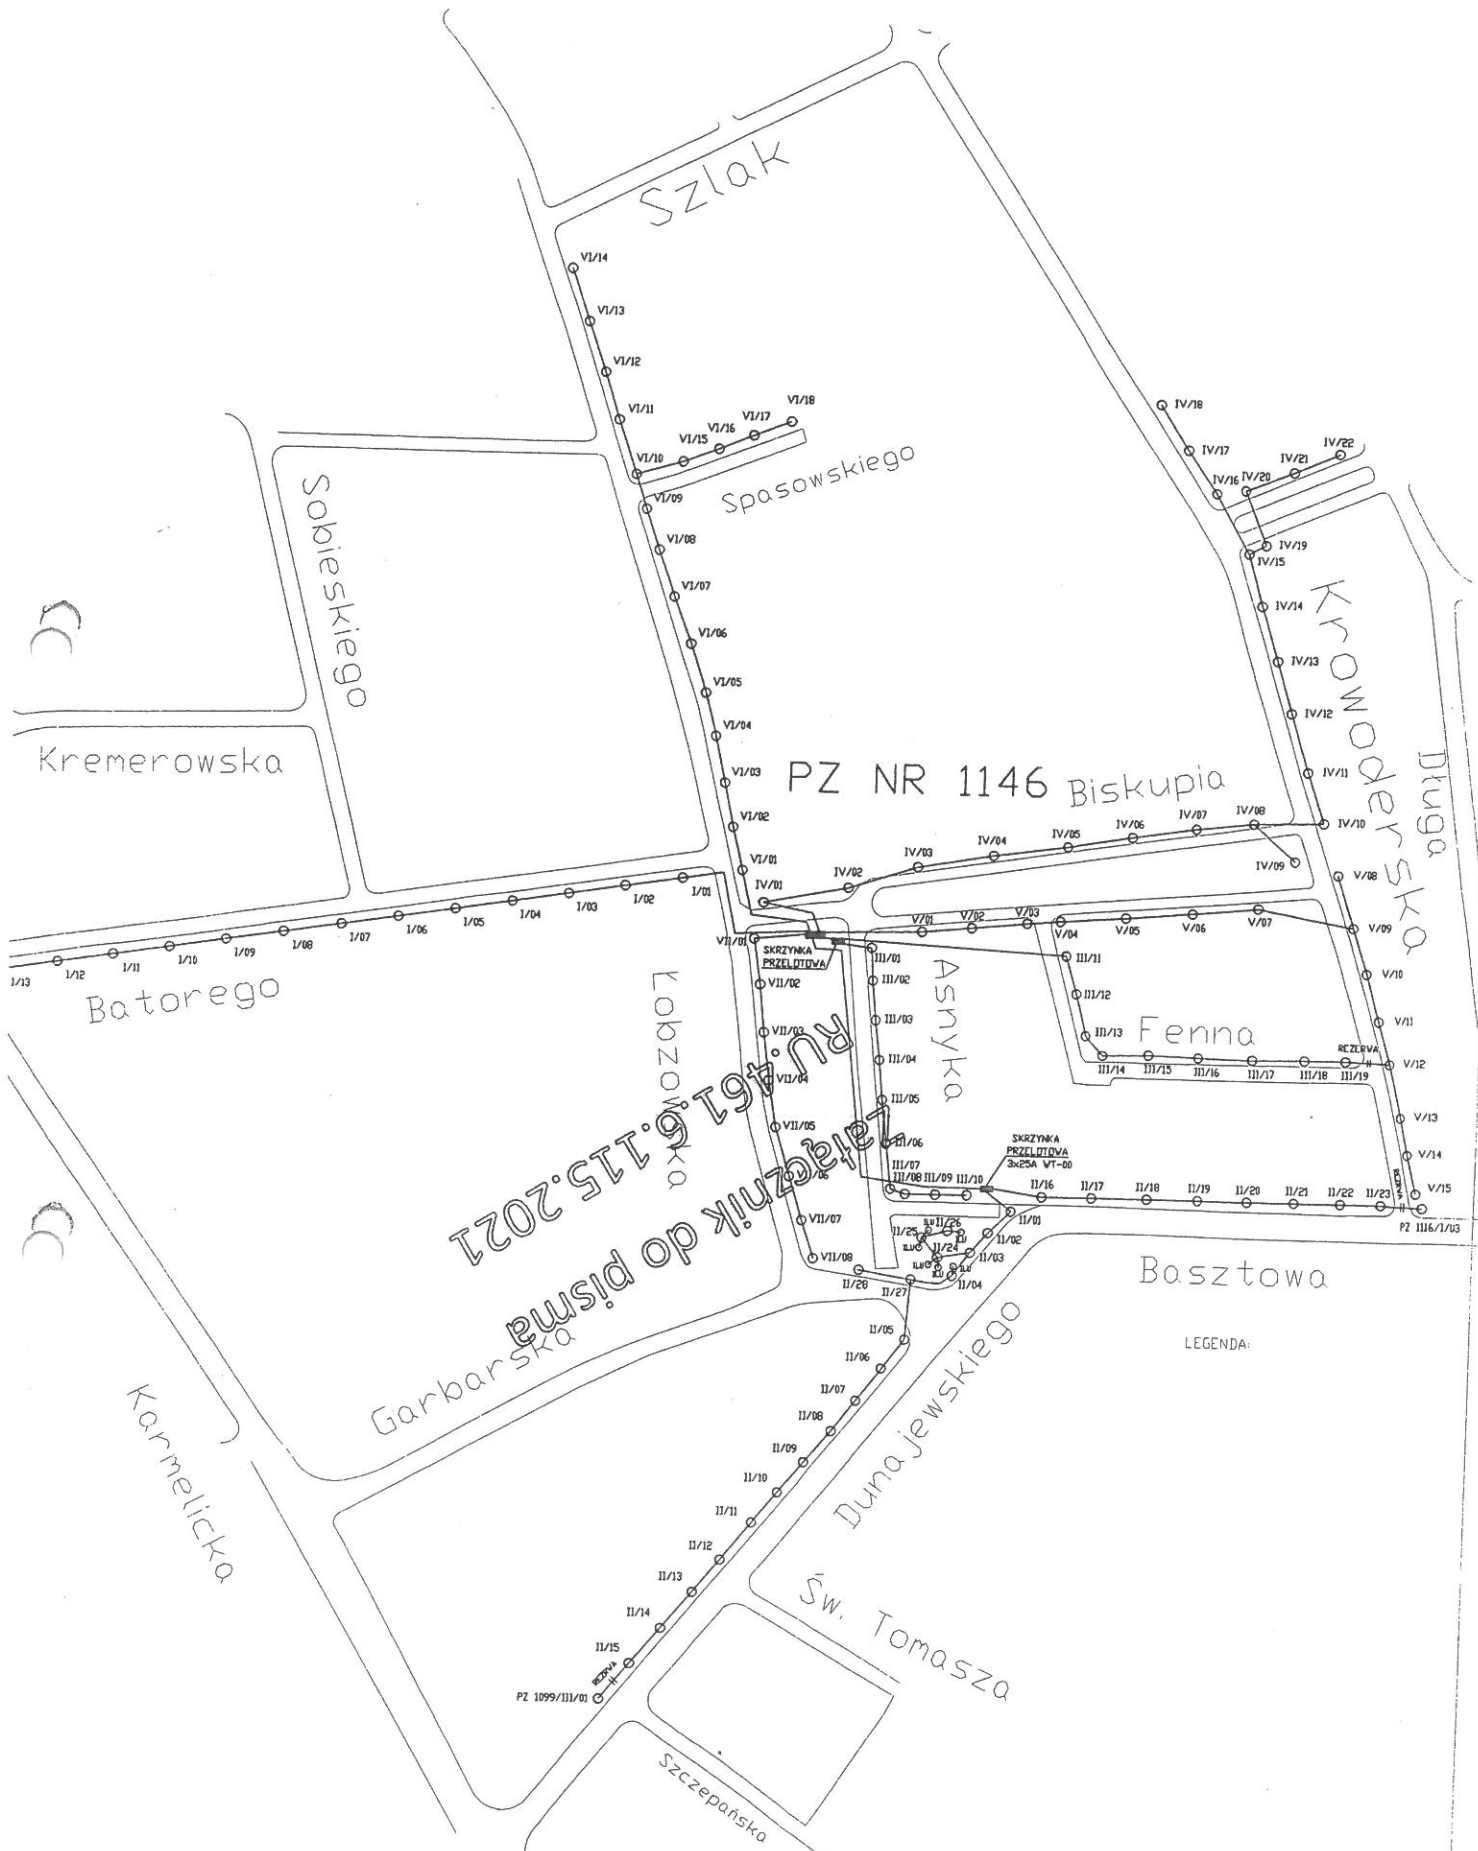 Szlak
VI/14
VI/13
VI/12
VI/11
VI/10
VI/15
VI/16
VI/17
VI/18
Spasowskiego
VI/09
VI/08
VI/07
VI/06
VI/05
VI/04
VI/03
VI/02
VI/01
Sobieskiego
Kremerowska
IV/18
IV/17
IV/16
IV/20
IV/21
IV/22
IV/19
IV/15
IV/14
IV/13
IV/12
IV/11
IV/10
Krowoderska
Długa
PZ NR 1146
Biskupia
IV/01
IV/02
IV/03
IV/04
IV/05
IV/06
IV/07
IV/08
IV/09
I/01
I/02
I/03
I/04
I/05
I/06
I/07
I/08
I/09
I/10
I/11
I/12
I/13
Batorego
V/01
V/02
V/03
V/04
V/05
V/06
V/07
V/08
V/09
V/10
V/11
V/12
V/13
V/14
V/15
REZERWA
VII/01
VII/02
VII/03
VII/04
VII/05
VII/06
VII/07
VII/08
SKRZYNKA
PRZELOTOWA
Łobzowska
Asnyka
III/01
III/02
III/03
III/04
III/05
III/06
III/07
III/08
III/09
III/10
III/11
III/12
III/13
III/14
III/15
III/16
III/17
III/18
III/19
REZERWA
Fenna
SKRZYNKA
PRZELOTOWA
3x25A WT-00
II/16
II/17
II/18
II/19
II/20
II/21
II/22
II/23
PZ 1116/I/03
II/01
II/02
II/03
II/04
II/24
II/25
II/26
ILU
ILU
ILU
ILU
ILU
ILU
II/27
II/28
II/05
II/06
II/07
II/08
II/09
II/10
II/11
II/12
II/13
II/14
II/15
REZERWA
PZ 1099/III/01
Basztowa
LEGENDA:
Załącznik do pisma
RU.461.6.115.2021
Garbarska
Karmelicka
Dunajewskiego
Św. Tomasza
Szczepańska